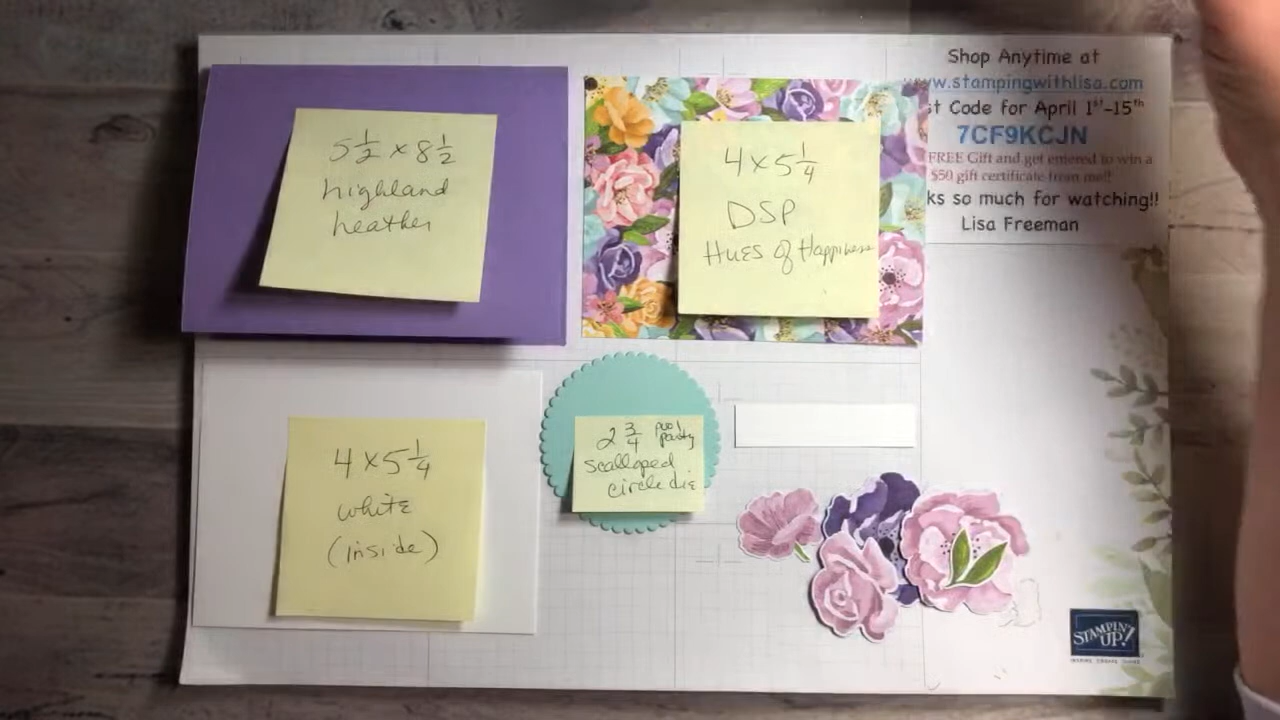 Shop Anytime at
w.stampingwithlisa.com
st Code for April 1st-15th
7CF9KCJN
FREE Gift and get entered to win a
$50 gift certificate from me!!
ks so much for watching!!
Lisa Freeman
5 1/2 x 8 1/2
highland
heather
4 x 5 1/4
DSP
Hues of Happiness
4 x 5 1/4
white
(inside)
2 3/4 pool party
scalloped
circle die
STAMPIN' UP!
INSPIRE. CREATE. SHARE.